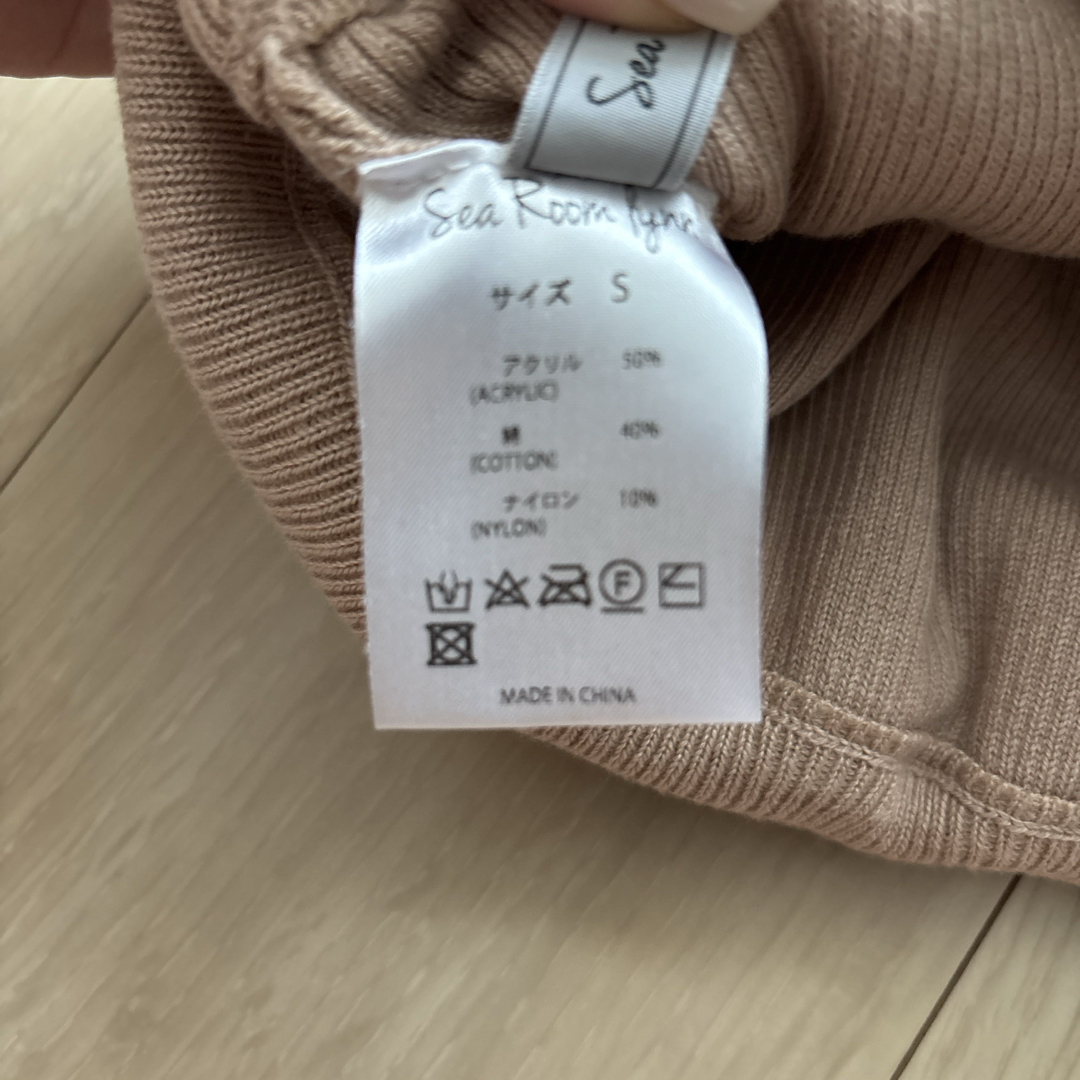 Sea
Sea Room lynn
サイズ S
アクリル 50%
(ACRYLIC)
綿 40%
(COTTON)
ナイロン 10%
(NYLON)
F
MADE IN CHINA